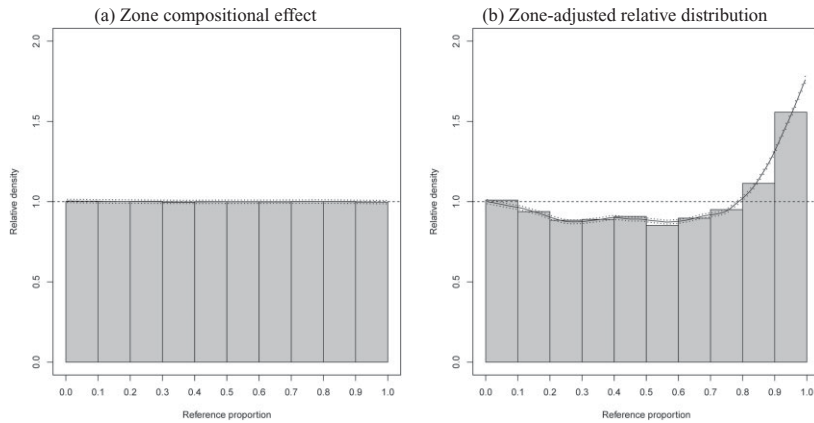 (a) Zone compositional effect
2.0
1.5
1.0
0.5
0.0
Relative density
0.0 0.1 0.2 0.3 0.4 0.5 0.6 0.7 0.8 0.9 1.0
Reference proportion
(b) Zone-adjusted relative distribution
2.0
1.5
1.0
0.5
0.0
Relative density
0.0 0.1 0.2 0.3 0.4 0.5 0.6 0.7 0.8 0.9 1.0
Reference proportion